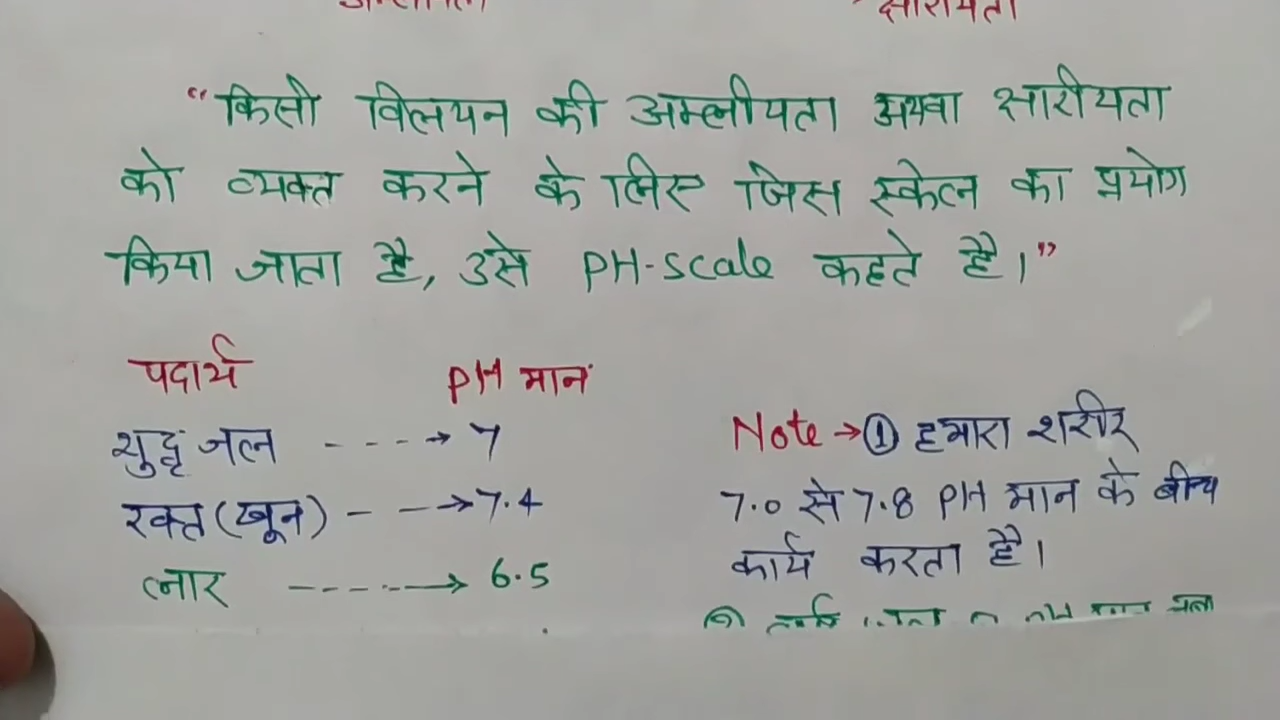 क्षारीयता
"किसी विलयन की अम्लीयता अथवा क्षारीयता
को व्यक्त करने के लिए जिस स्केल का प्रयोग
किया जाता है, उसे PH-scale कहते है।"
पदार्थ PH मान
शुद्ध जल ----→ 7
रक्त (खून) - - -→ 7.4
लार ------→ 6.5
Note → ① हमारा शरीर
7.0 से 7.8 PH मान के बीच
कार्य करता है।